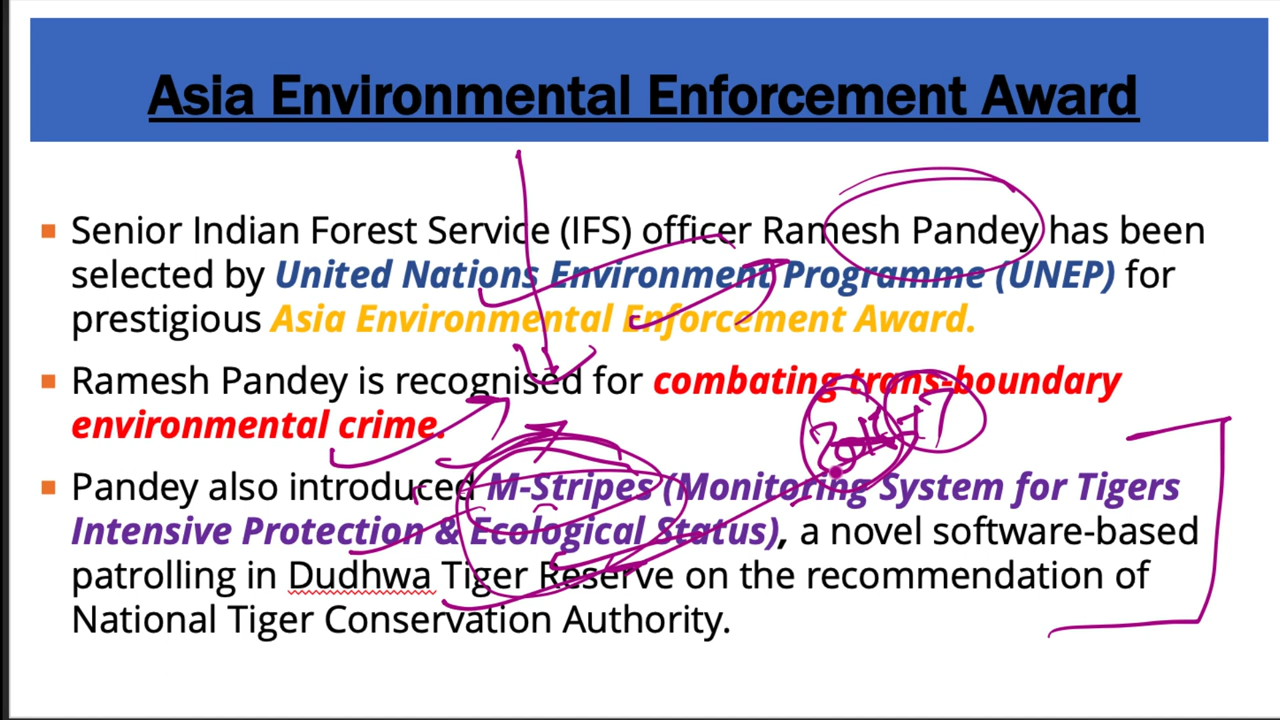 Asia Environmental Enforcement Award
Senior Indian Forest Service (IFS) officer Ramesh Pandey has been
selected by United Nations Environment Programme (UNEP) for
prestigious Asia Environmental Enforcement Award.
Ramesh Pandey is recognised for combating trans-boundary
environmental crime.
Pandey also introduced M-Stripes (Monitoring System for Tigers
Intensive Protection & Ecological Status), a novel software-based
patrolling in Dudhwa Tiger Reserve on the recommendation of
National Tiger Conservation Authority.